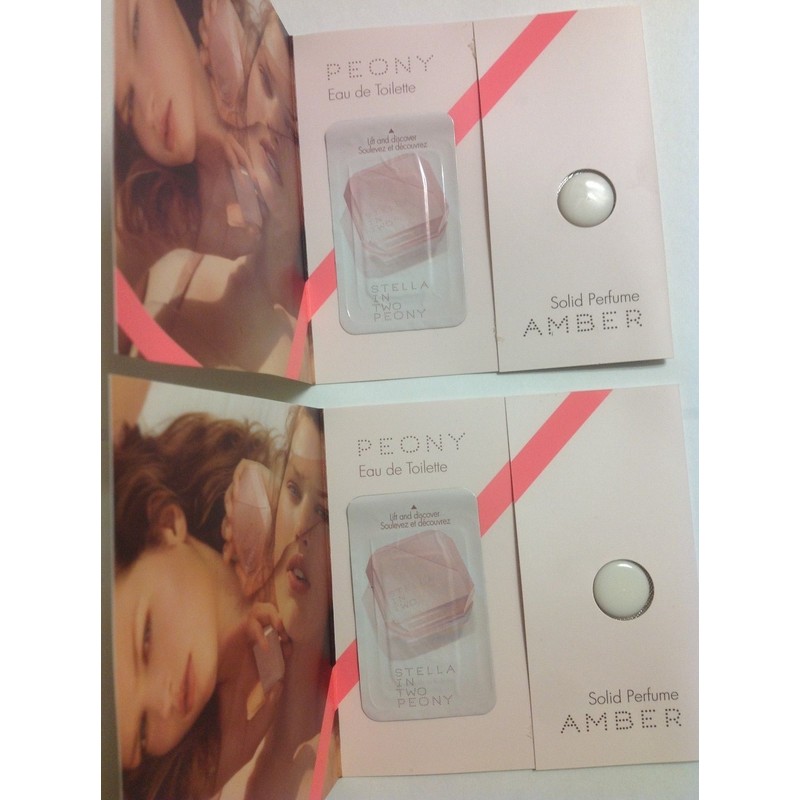 PEONY
Eau de Toilette
Lift and discover
Soulevez et découvrez
STELLA
IN
TWO
PEONY
Solid Perfume
AMBER
PEONY
Eau de Toilette
Lift and discover
Soulevez et découvrez
STELLA
IN
TWO
PEONY
Solid Perfume
AMBER